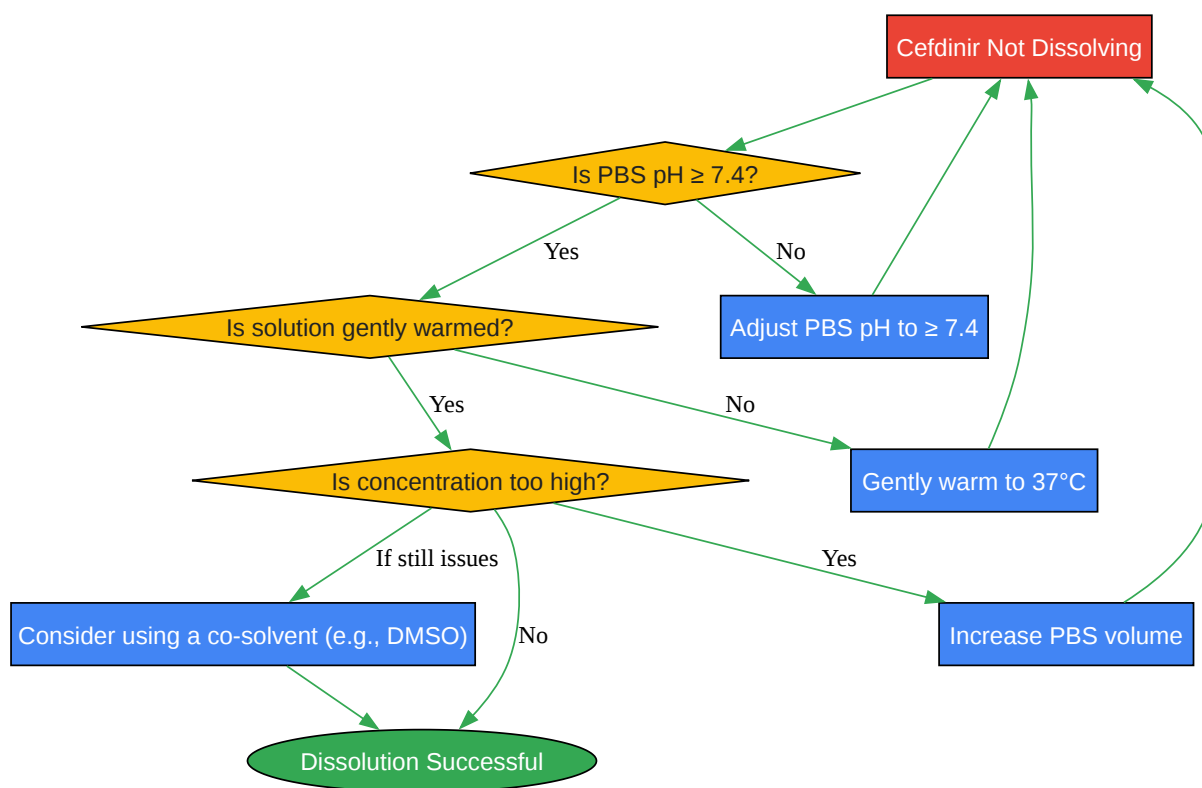 Cefdinir Not Dissolving
Is PBS pH ≥ 7.4?
Yes
No
Is solution gently warmed?
Adjust PBS pH to ≥ 7.4
Yes
No
Is concentration too high?
Gently warm to 37°C
If still issues
Yes
Consider using a co-solvent (e.g., DMSO)
No
Increase PBS volume
Dissolution Successful